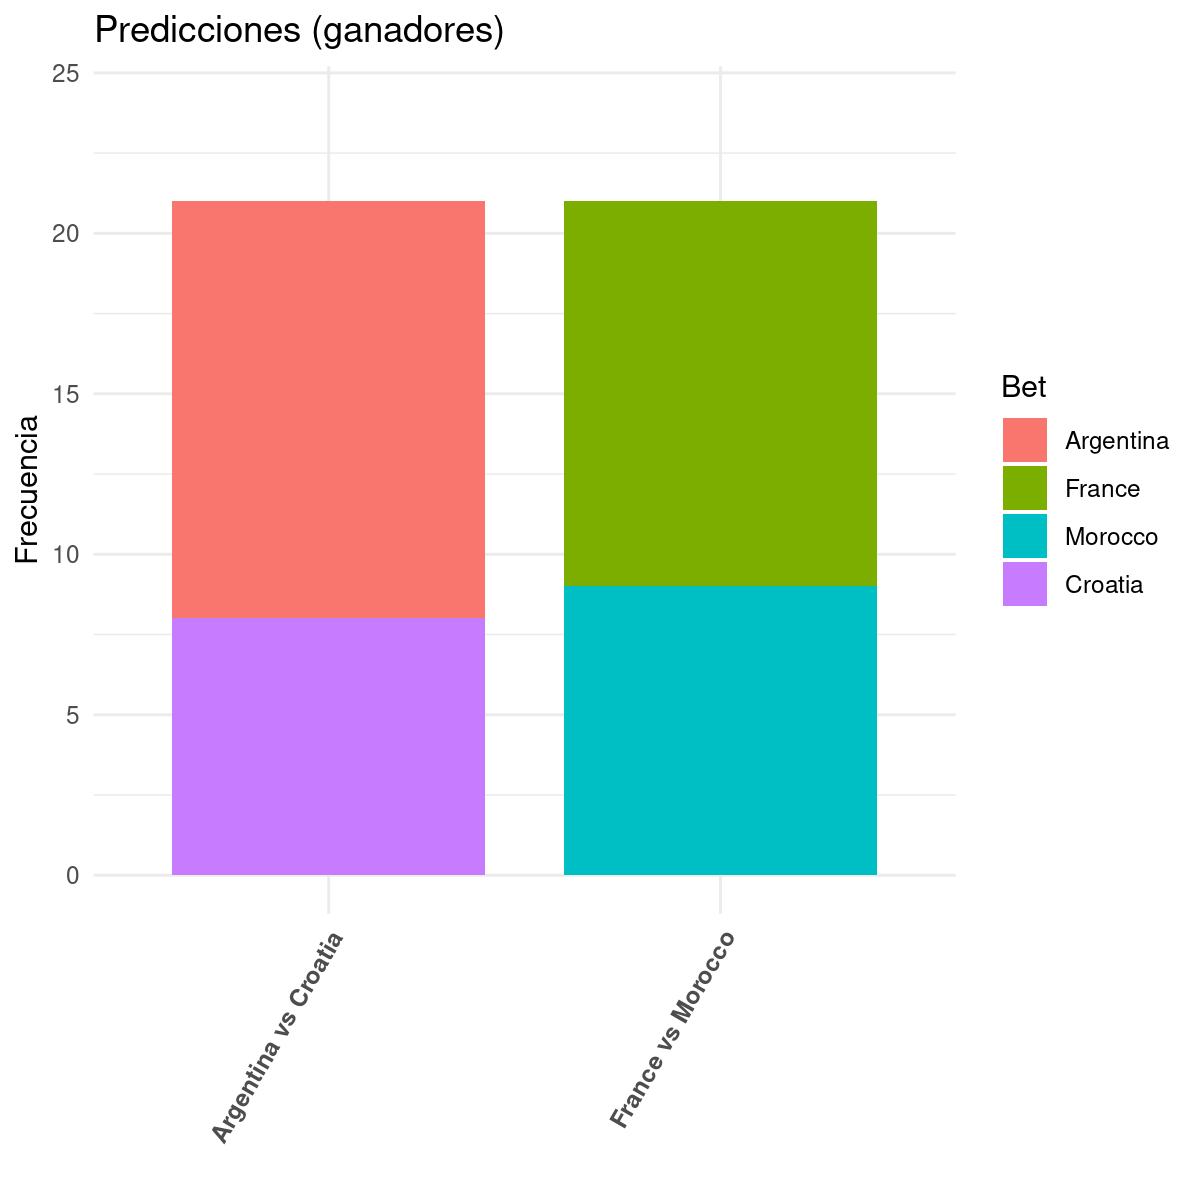 Predicciones (ganadores)
Frecuencia
25
20
15
10
5
0
Argentina vs Croatia
France vs Morocco
Bet
Argentina
France
Morocco
Croatia